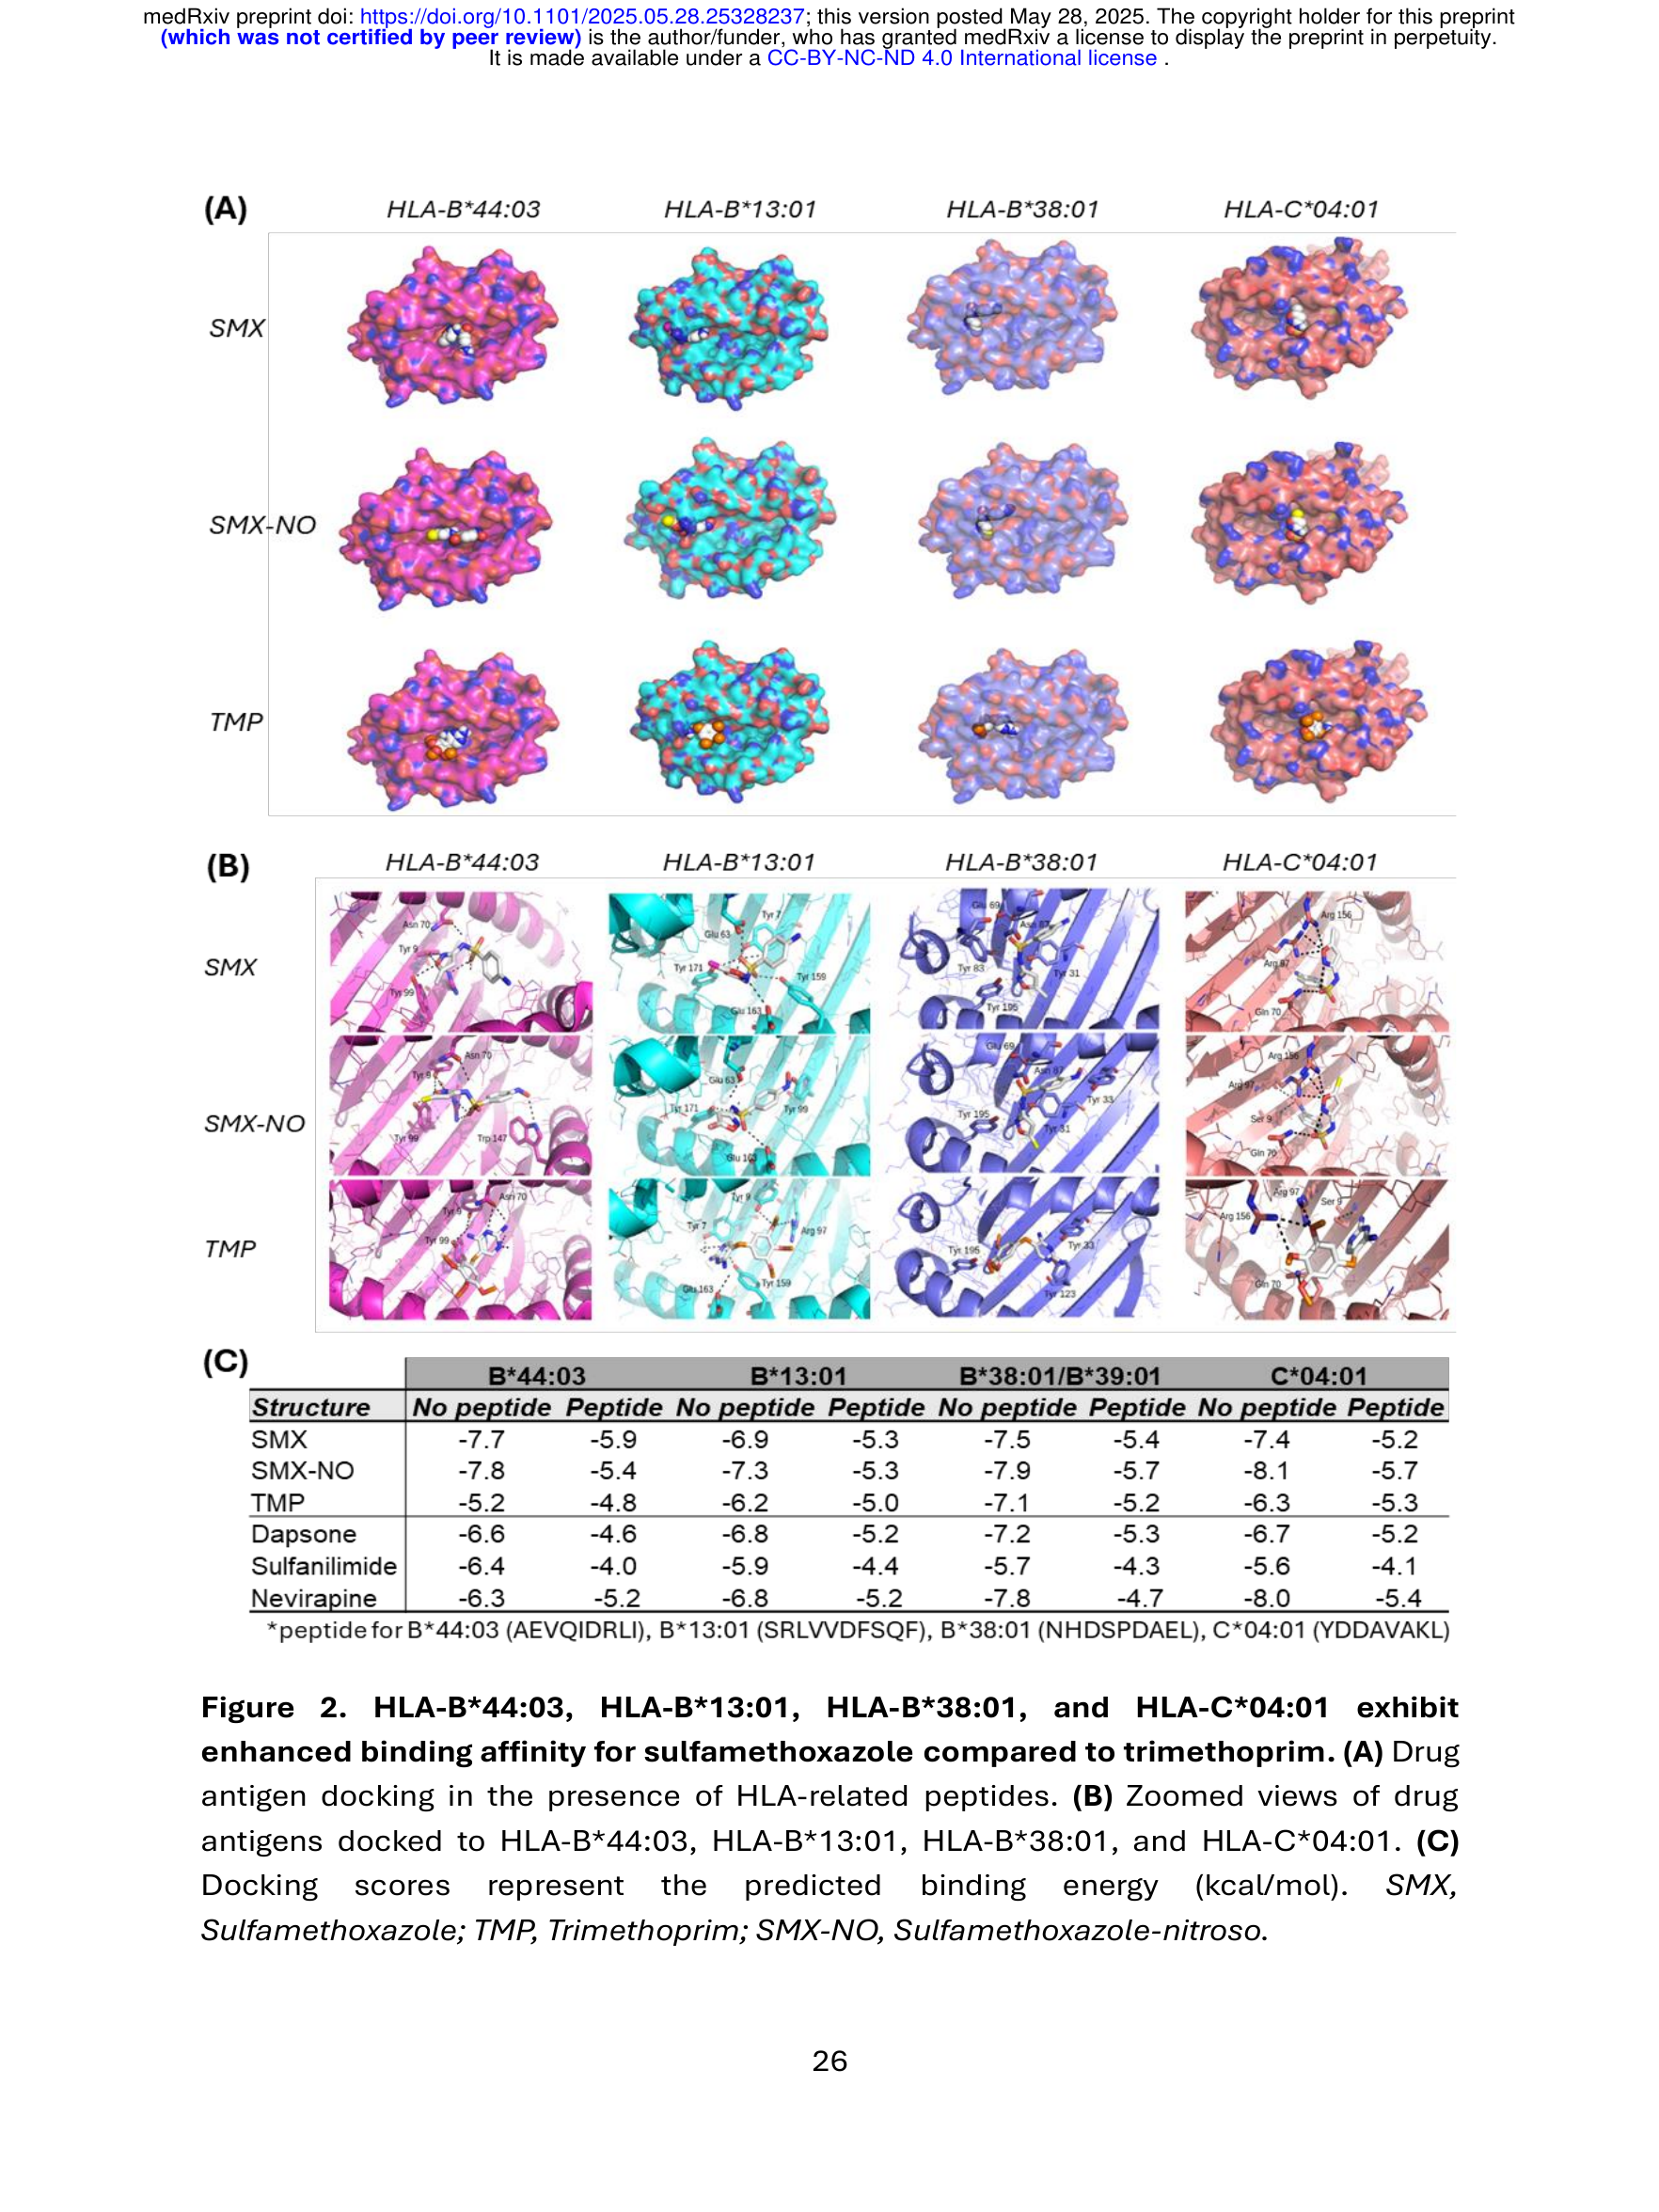 medRxiv preprint doi: https://doi.org/10.1101/2025.05.28.25328237; this version posted May 28, 2025. The copyright holder for this preprint
(which was not certified by peer review) is the author/funder, who has granted medRxiv a license to display the preprint in perpetuity.
It is made available under a CC-BY-NC-ND 4.0 International license .
(A) HLA-B*44:03 HLA-B*13:01 HLA-B*38:01 HLA-C*04:01
SMX
SMX-NO
TMP
(B) HLA-B*44:03 HLA-B*13:01 HLA-B*38:01 HLA-C*04:01
SMX
Asn 70 Tyr 9 Tyr 99
Tyr 7 Glu 63 Tyr 171 Tyr 159 Glu 163
Glu 69 Asn 87 Tyr 83 Tyr 31 Tyr 195
Arg 156 Arg 97 Gln 70
SMX-NO
Asn 70 Tyr 9 Tyr 99 Trp 147
Glu 63 Tyr 171 Tyr 99 Glu 163
Glu 69 Asn 87 Tyr 33 Tyr 195 Tyr 31
Arg 156 Arg 97 Ser 9 Gln 70
TMP
Asn 70 Tyr 9 Tyr 99
Tyr 9 Tyr 7 Arg 97 Glu 163 Tyr 159
Tyr 195 Tyr 33 Tyr 123
Arg 97 Ser 9 Arg 156 Gln 70
(C) B*44:03 B*13:01 B*38:01/B*39:01 C*04:01
Structure No peptide Peptide No peptide Peptide No peptide Peptide No peptide Peptide
SMX -7.7 -5.9 -6.9 -5.3 -7.5 -5.4 -7.4 -5.2
SMX-NO -7.8 -5.4 -7.3 -5.3 -7.9 -5.7 -8.1 -5.7
TMP -5.2 -4.8 -6.2 -5.0 -7.1 -5.2 -6.3 -5.3
Dapsone -6.6 -4.6 -6.8 -5.2 -7.2 -5.3 -6.7 -5.2
Sulfanilimide -6.4 -4.0 -5.9 -4.4 -5.7 -4.3 -5.6 -4.1
Nevirapine -6.3 -5.2 -6.8 -5.2 -7.8 -4.7 -8.0 -5.4
*peptide for B*44:03 (AEVQIDRLI), B*13:01 (SRLVVDFSQF), B*38:01 (NHDSPDAEL), C*04:01 (YDDAVAKL)
Figure 2. HLA-B*44:03, HLA-B*13:01, HLA-B*38:01, and HLA-C*04:01 exhibit
enhanced binding affinity for sulfamethoxazole compared to trimethoprim. (A) Drug
antigen docking in the presence of HLA-related peptides. (B) Zoomed views of drug
antigens docked to HLA-B*44:03, HLA-B*13:01, HLA-B*38:01, and HLA-C*04:01. (C)
Docking scores represent the predicted binding energy (kcal/mol). SMX,
Sulfamethoxazole; TMP, Trimethoprim; SMX-NO, Sulfamethoxazole-nitroso.
26